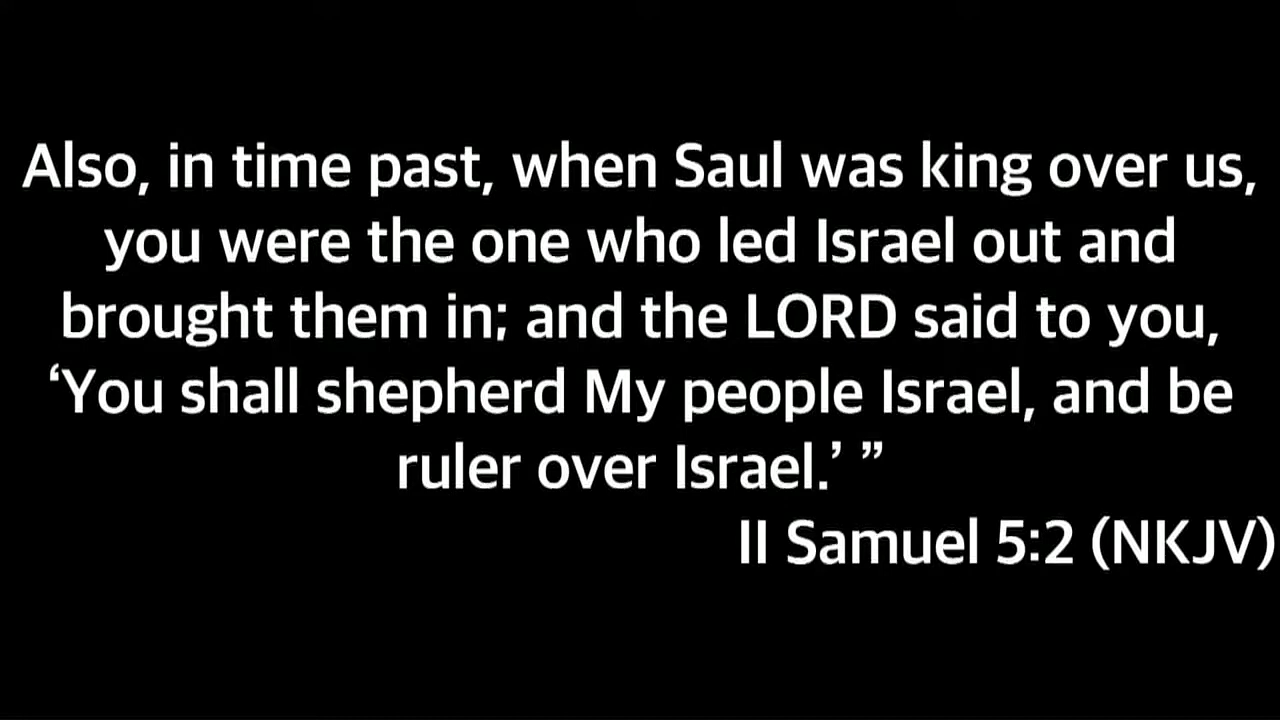 Also, in time past, when Saul was king over us,
you were the one who led Israel out and
brought them in; and the LORD said to you,
‘You shall shepherd My people Israel, and be
ruler over Israel.’ ”
II Samuel 5:2 (NKJV)